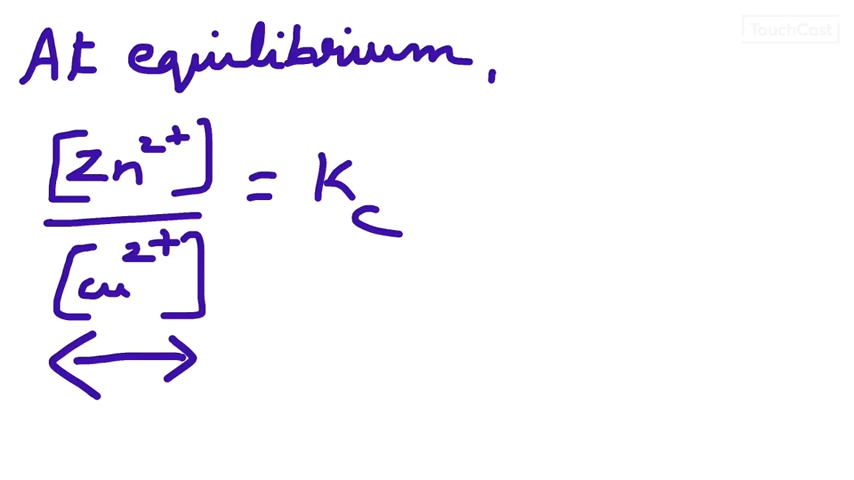 TouchCast
At equilibrium,
[Zn²⁺]
= Kc
[cu²⁺]